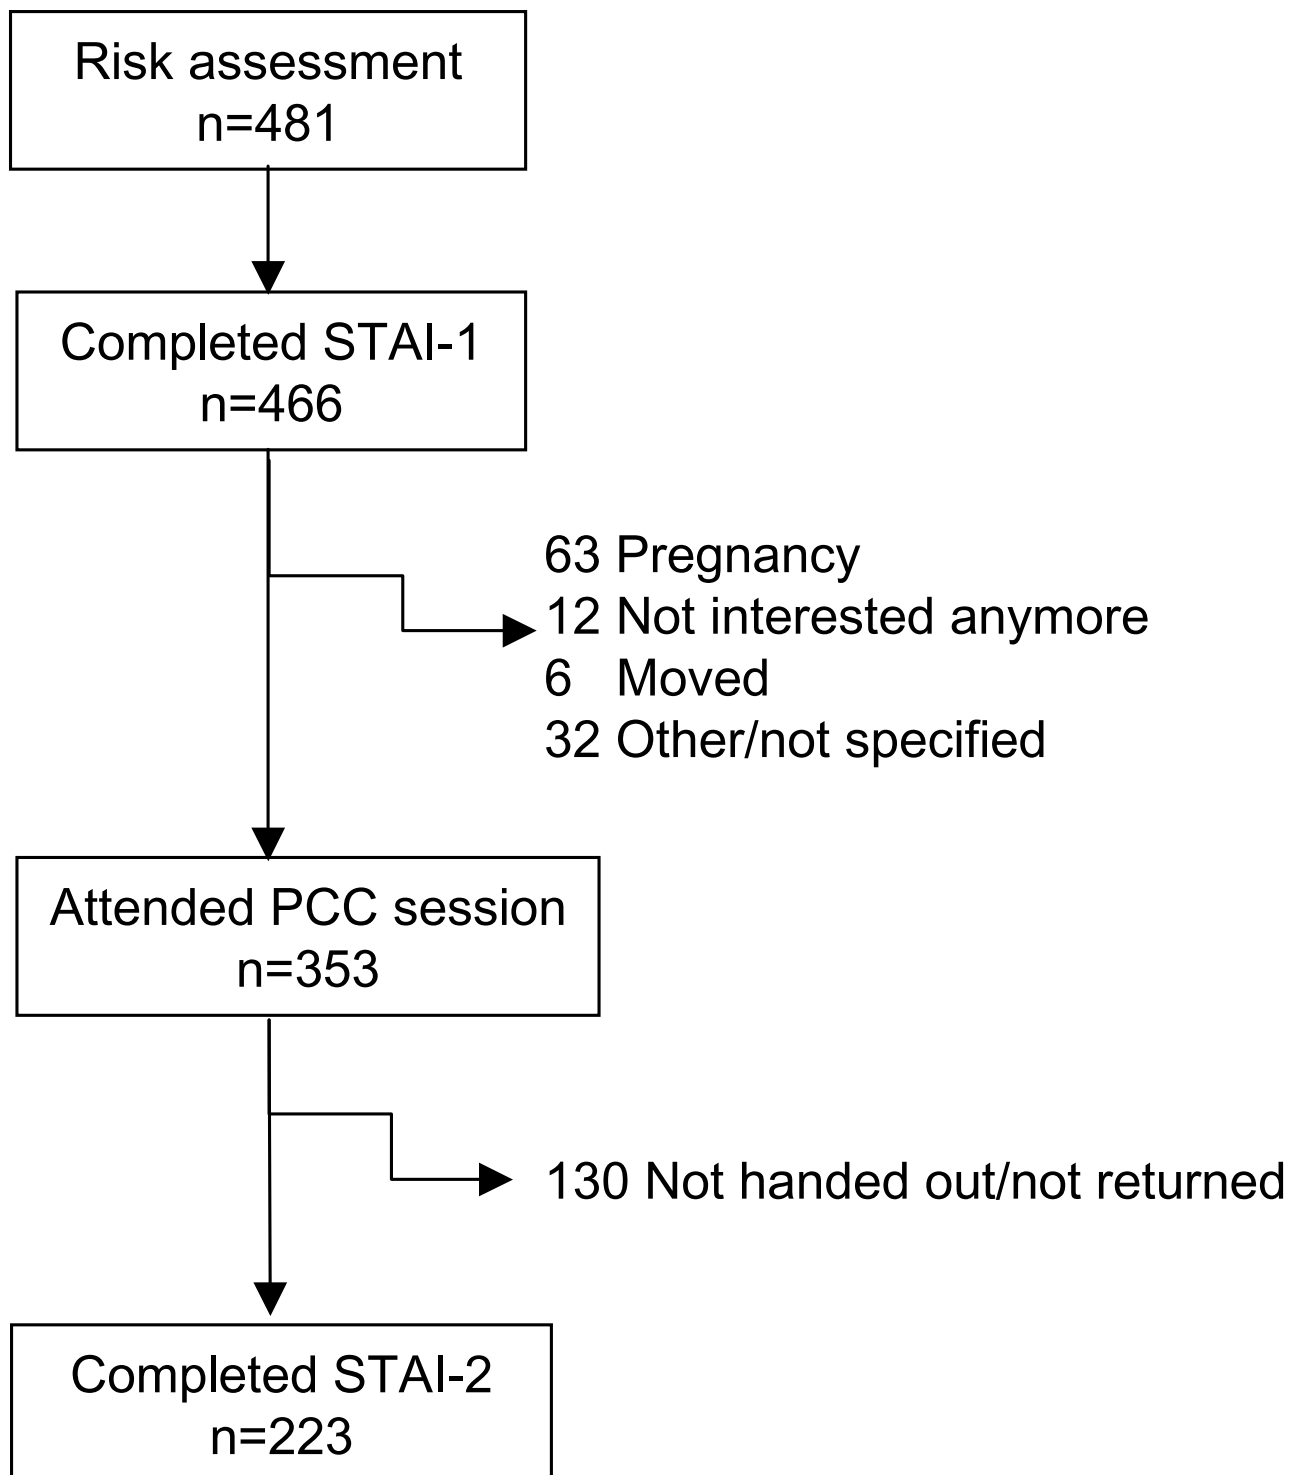 Risk assessment
n=481
Completed STAI-1
n=466
63 Pregnancy
12 Not interested anymore
6 Moved
32 Other/not specified
Attended PCC session
n=353
130 Not handed out/not returned
Completed STAI-2
n=223